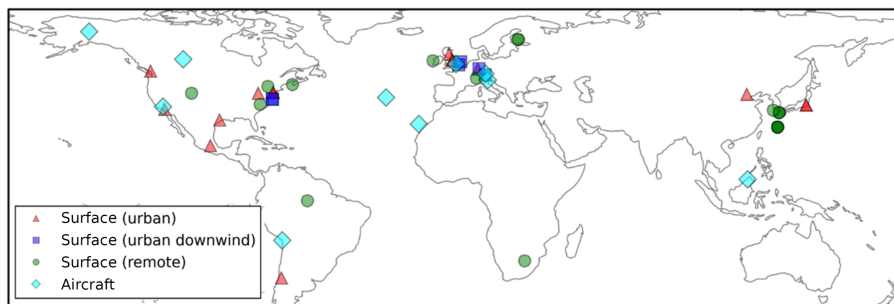 Surface (urban)
Surface (urban downwind)
Surface (remote)
Aircraft